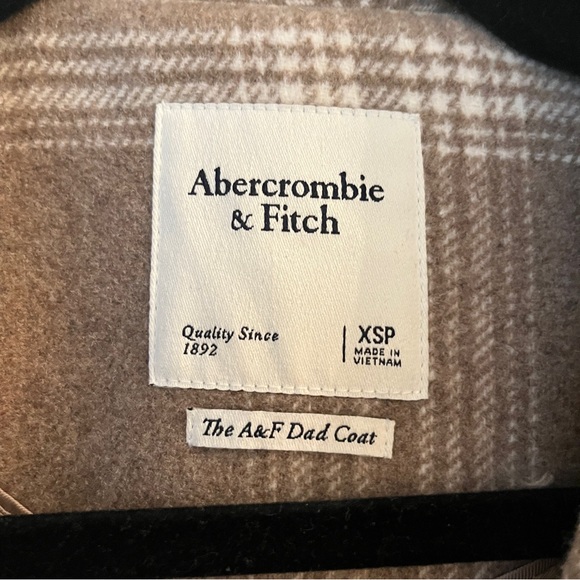 Abercrombie
& Fitch
Quality Since
1892
XSP
MADE IN
VIETNAM
The A&F Dad Coat